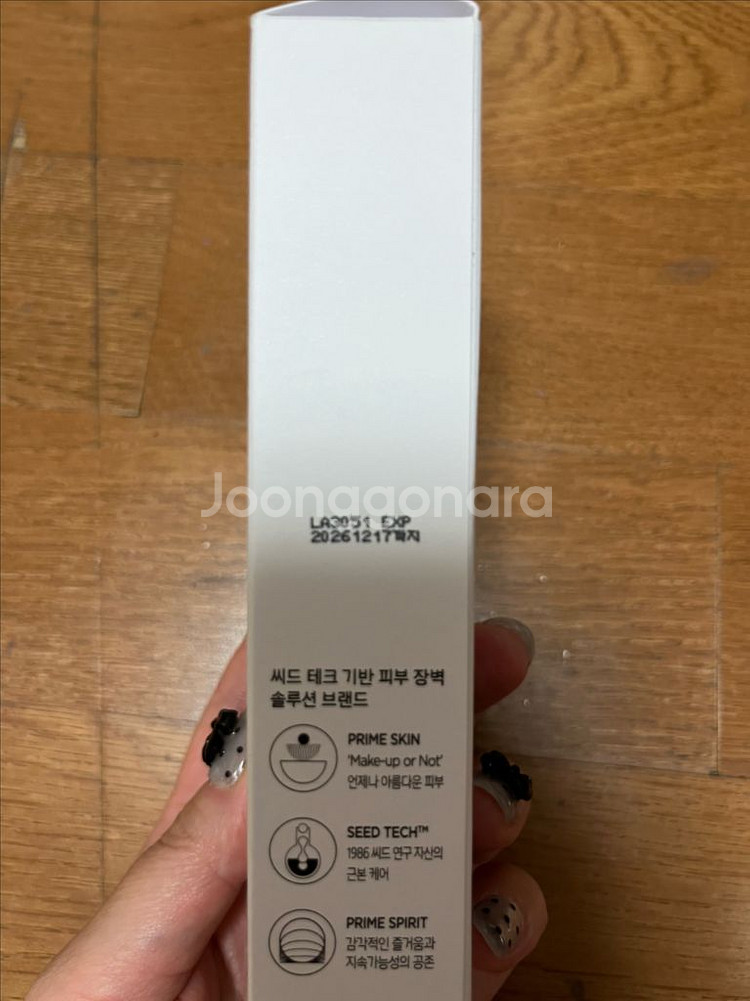 Joonggonara
LA3051 EXP
20261217까지
씨드 테크 기반 피부 장벽
솔루션 브랜드
PRIME SKIN
'Make-up or Not'
언제나 아름다운 피부
SEED TECH™
1986 씨드 연구 자산의
근본 케어
PRIME SPIRIT
감각적인 즐거움과
지속가능성의 공존